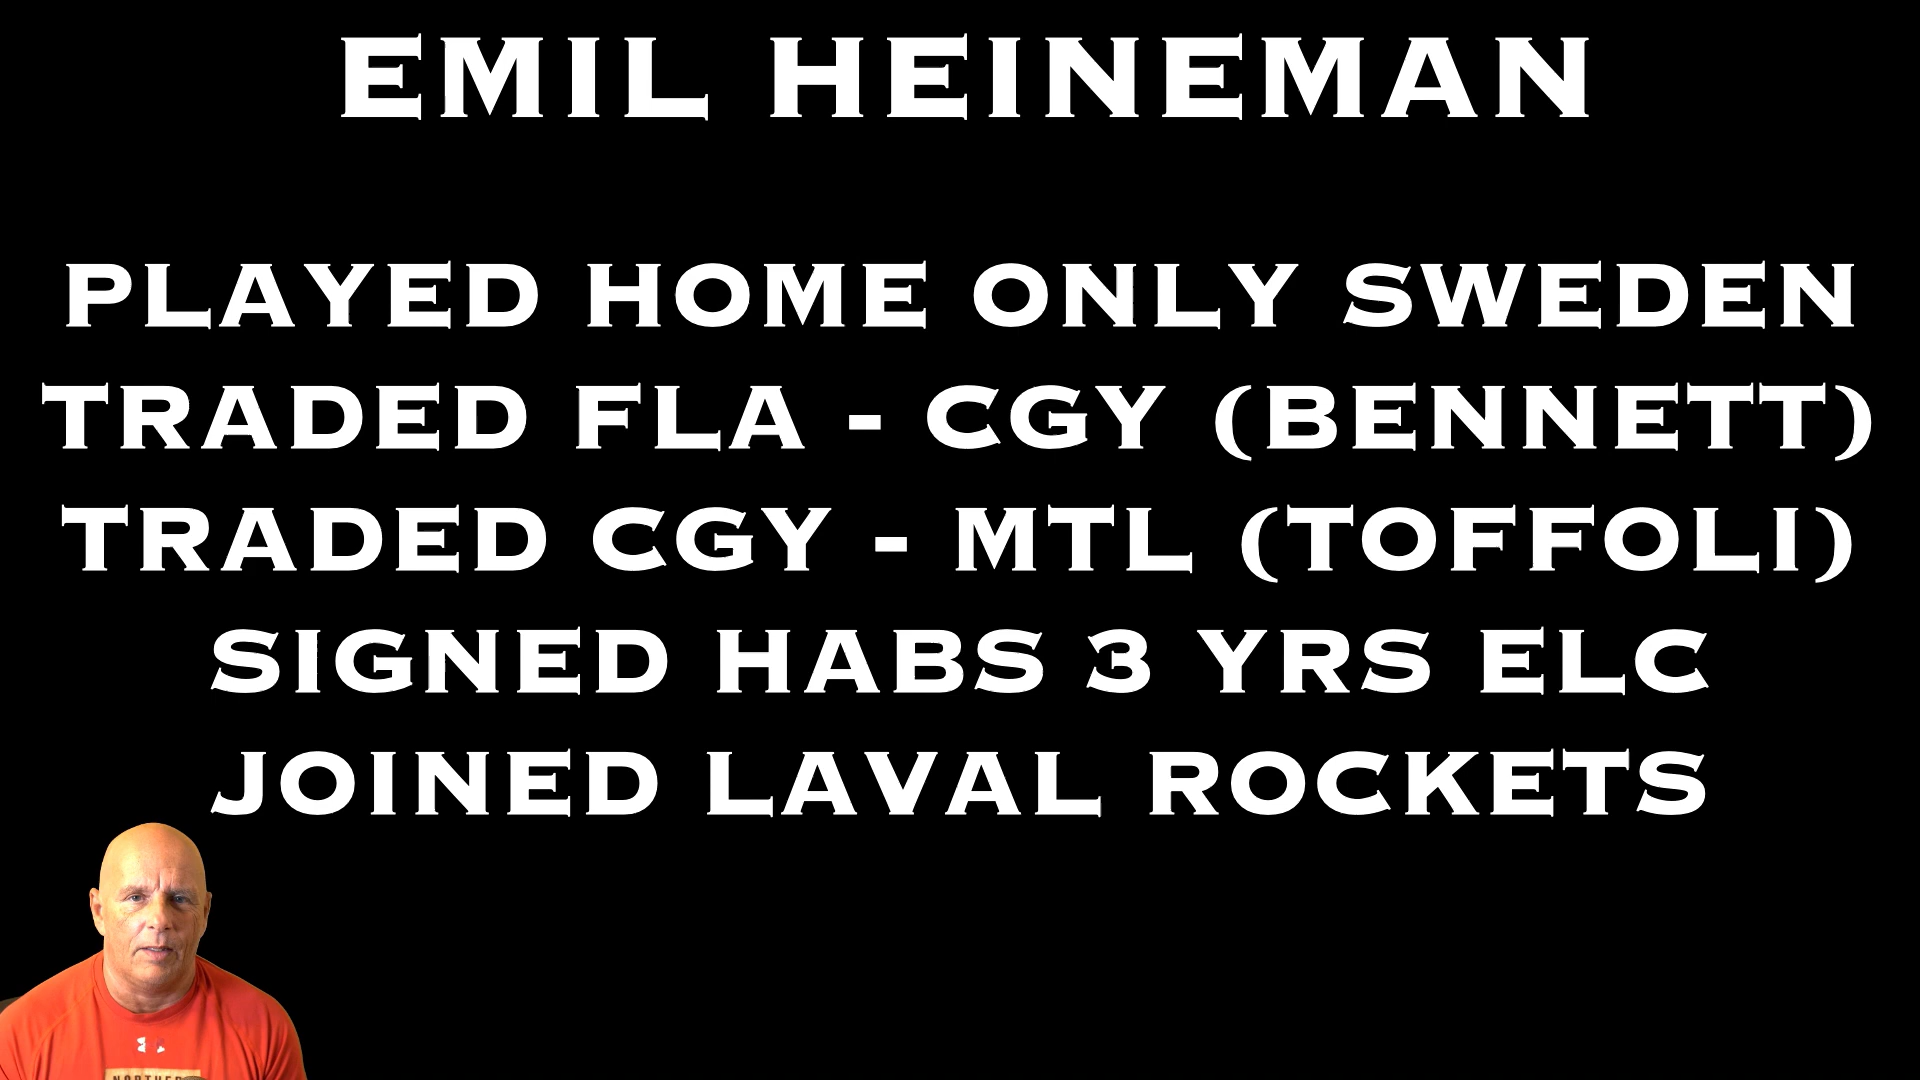 EMIL HEINEMAN
PLAYED HOME ONLY SWEDEN
TRADED FLA - CGY (BENNETT)
TRADED CGY - MTL (TOFFOLI)
SIGNED HABS 3 YRS ELC
JOINED LAVAL ROCKETS